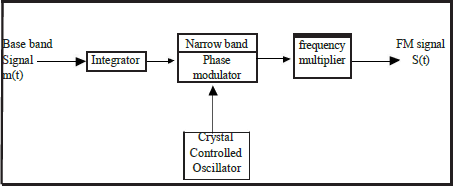 Base band
Signal
m(t)
Integrator
Narrow band
Phase
modulator
frequency
multiplier
FM signal
S(t)
Crystal
Controlled
Oscillator